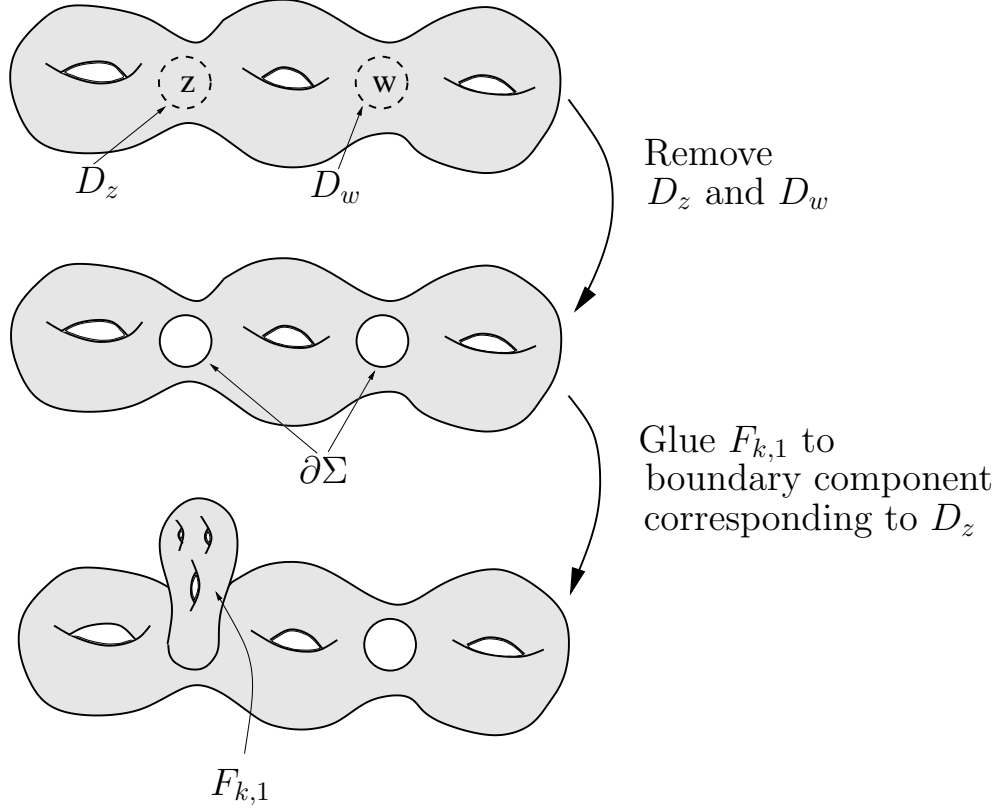 z
w
D_z
D_w
Remove
D_z and D_w
∂Σ
Glue F_{k,1} to
boundary component
corresponding to D_z
F_{k,1}